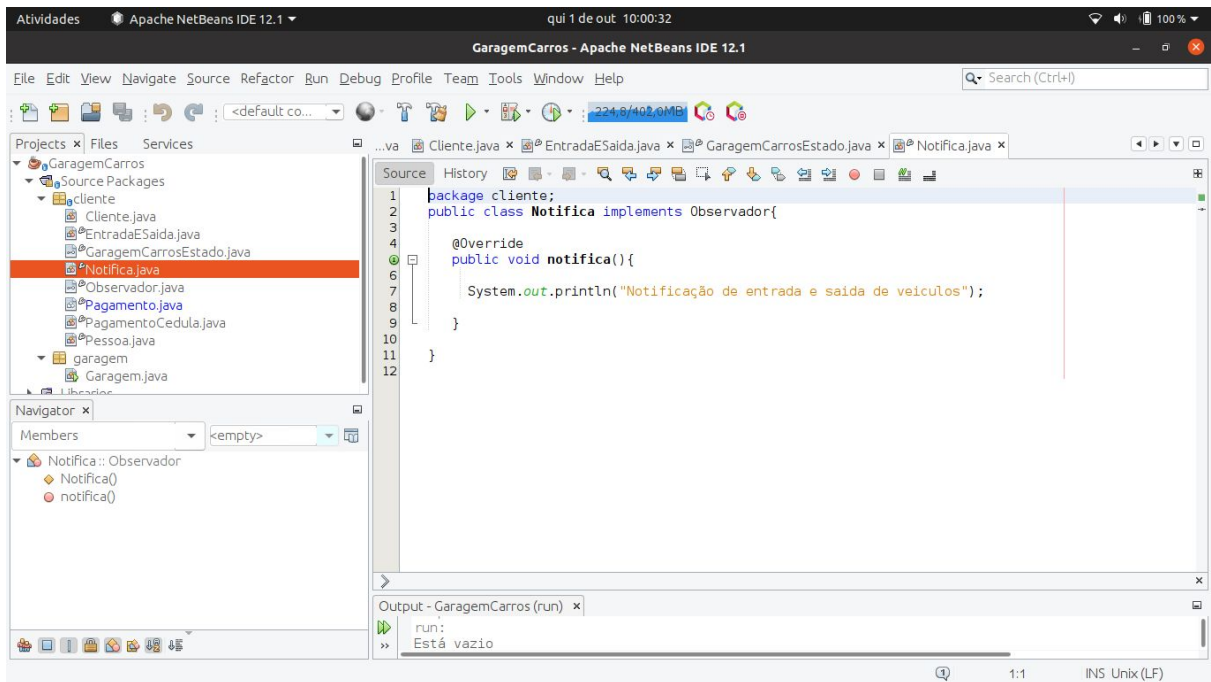 Atividades Apache NetBeans IDE 12.1 qui 1 de out 10:00:32 100 %
GaragemCarros - Apache NetBeans IDE 12.1
File Edit View Navigate Source Refactor Run Debug Profile Team Tools Window Help Search (Ctrl+I)
<default co... 224,8/402,0MB
Projects Files Services
...va Cliente.java EntradaESaida.java GaragemCarrosEstado.java Notifica.java
Source History
GaragemCarros
Source Packages
cliente
Cliente.java
EntradaESaida.java
GaragemCarrosEstado.java
Notifica.java
Observador.java
Pagamento.java
PagamentoCedula.java
Pessoa.java
garagem
Garagem.java
Libraries
1 package cliente;
2 public class Notifica implements Observador{
3
4 @Override
public void notifica(){
6
7 System.out.println("Notificação de entrada e saida de veiculos");
8
9 }
10
11 }
12
Navigator
Members <empty>
Notifica :: Observador
Notifica()
notifica()
Output - GaragemCarros (run)
run:
Está vazio
1 1:1 INS Unix (LF)